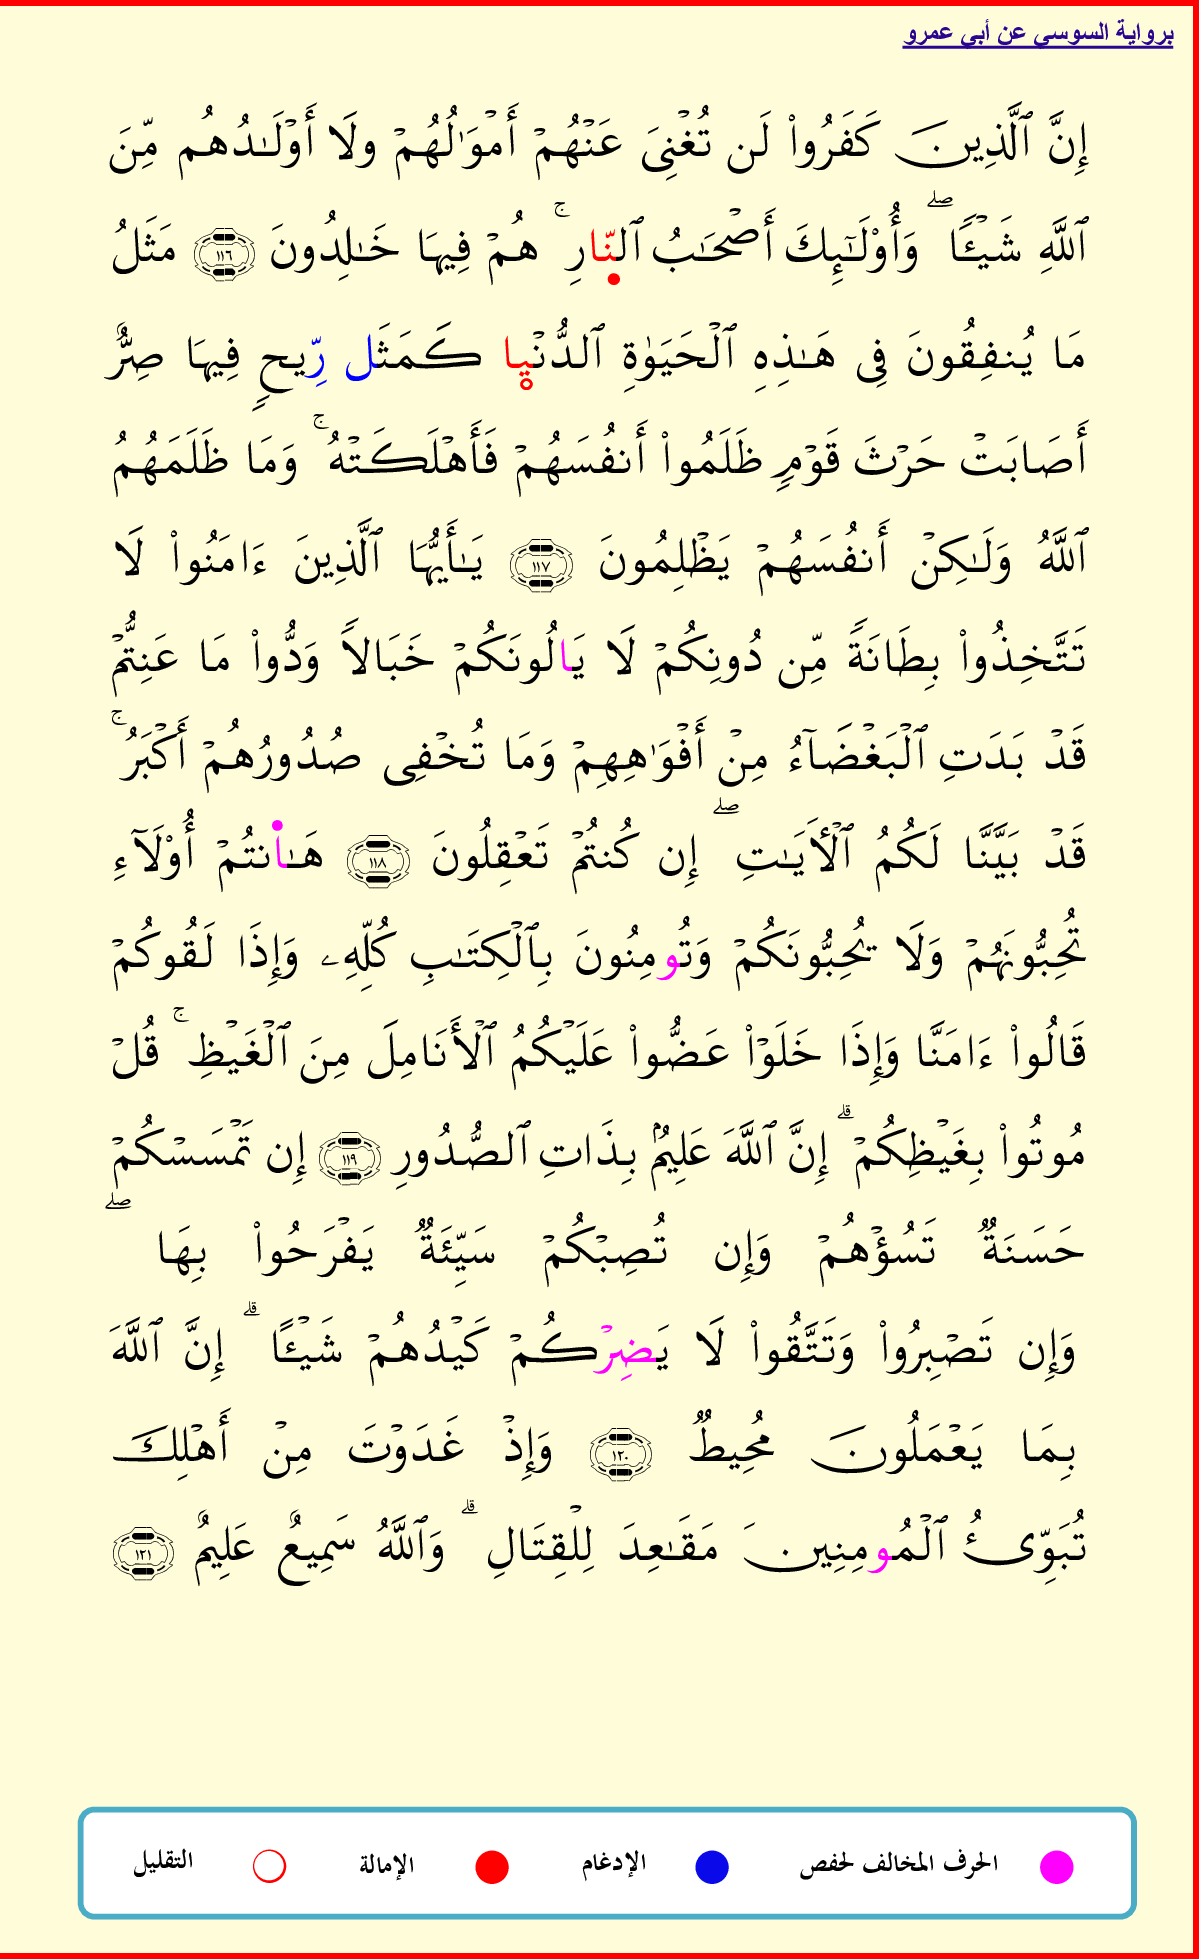 برواية السوسي عن أبي عمرو
إِنَّ ٱلَّذِينَ كَفَرُواْ لَن تُغْنِىَ عَنْهُمْ أَمْوَٰلُهُمْ ولَا أَوْلَـٰدُهُم مِّنَ
ٱللَّهِ شَيْـًٔا ۖ وَأُوْلَـٰٓئِكَ أَصْحَـٰبُ ٱلنّارِ ۚ هُمْ فِيهَا خَـٰلِدُونَ ١١٦ مَثَلُ
مَا يُنفِقُونَ فِى هَـٰذِهِ ٱلْحَيَوٰةِ ٱلدُّنْيا كَمَثَل رِّيحٍ فِيهَا صِرٌّ
أَصَابَتْ حَرْثَ قَوْمٍ ظَلَمُواْ أَنفُسَهُمْ فَأَهْلَكَتْهُ ۚ وَمَا ظَلَمَهُمُ
ٱللَّهُ وَلَـٰكِنْ أَنفُسَهُمْ يَظْلِمُونَ ١١٧ يَـٰأَيُّهَا ٱلَّذِينَ ءَامَنُواْ لَا
تَتَّخِذُواْ بِطَانَةً مِّن دُونِكُمْ لَا يَالُونَكُمْ خَبَالاً وَدُّواْ مَا عَنِتُّمْ
قَدْ بَدَتِ ٱلْبَغْضَآءُ مِنْ أَفْوَٰهِهِمْ وَمَا تُخْفِى صُدُورُهُمْ أَكْبَرُ ۚ
قَدْ بَيَّنَّا لَكُمُ ٱلْأَيَـٰتِ ۖ إِن كُنتُمْ تَعْقِلُونَ ١١٨ هَـٰانتُمْ أُوْلَآءِ
تُحِبُّونَهُمْ وَلَا يُحِبُّونَكُمْ وَتُومِنُونَ بِٱلْكِتَـٰبِ كُلِّهِۦ وَإِذَا لَقُوكُمْ
قَالُواْ ءَامَنَّا وَإِذَا خَلَوْاْ عَضُّواْ عَلَيْكُمُ ٱلْأَنَامِلَ مِنَ ٱلْغَيْظِ ۚ قُلْ
مُوتُواْ بِغَيْظِكُمْ ۗ إِنَّ ٱللَّهَ عَلِيمٌۢ بِذَاتِ ٱلصُّدُورِ ١١٩ إِن تَمْسَسْكُمْ
حَسَنَةٌ تَسُؤْهُمْ وَإِن تُصِبْكُمْ سَيِّئَةٌ يَفْرَحُواْ بِهَا ۖ
وَإِن تَصْبِرُواْ وَتَتَّقُواْ لَا يَضِرْكُمْ كَيْدُهُمْ شَيْـًٔا ۗ إِنَّ ٱللَّهَ
بِمَا يَعْمَلُونَ مُحِيطٌ ١٢٠ وَإِذْ غَدَوْتَ مِنْ أَهْلِكَ
تُبَوِّئُ ٱلْمُومِنِينَ مَقَـٰعِدَ لِلْقِتَالِ ۗ وَٱللَّهُ سَمِيعٌ عَلِيمٌ ١٢١
الحرف المخالف لحفص الإدغام الإمالة التقليل